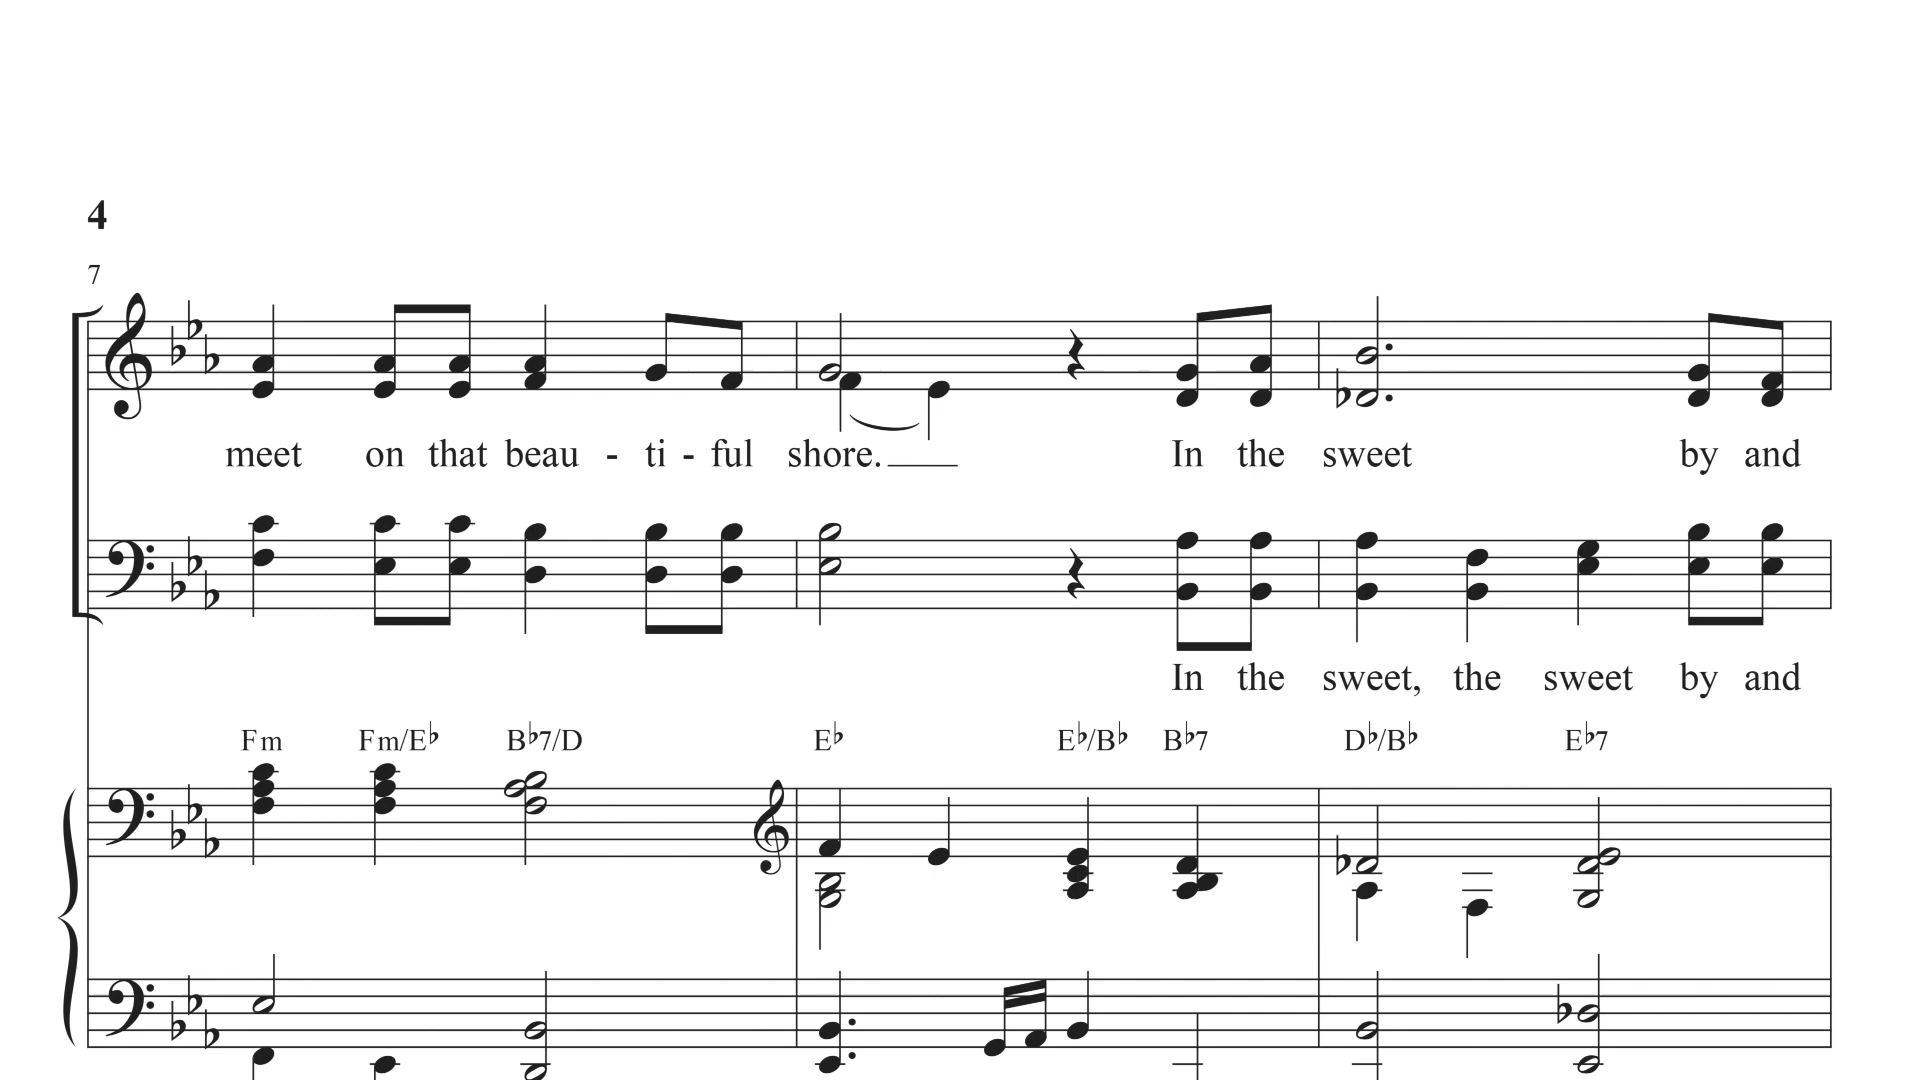 4
7
meet on that beau - ti - ful shore. In the sweet by and
In the sweet, the sweet by and
Fm Fm/E♭ B♭7/D E♭ E♭/B♭ B♭7 D♭/B♭ E♭7